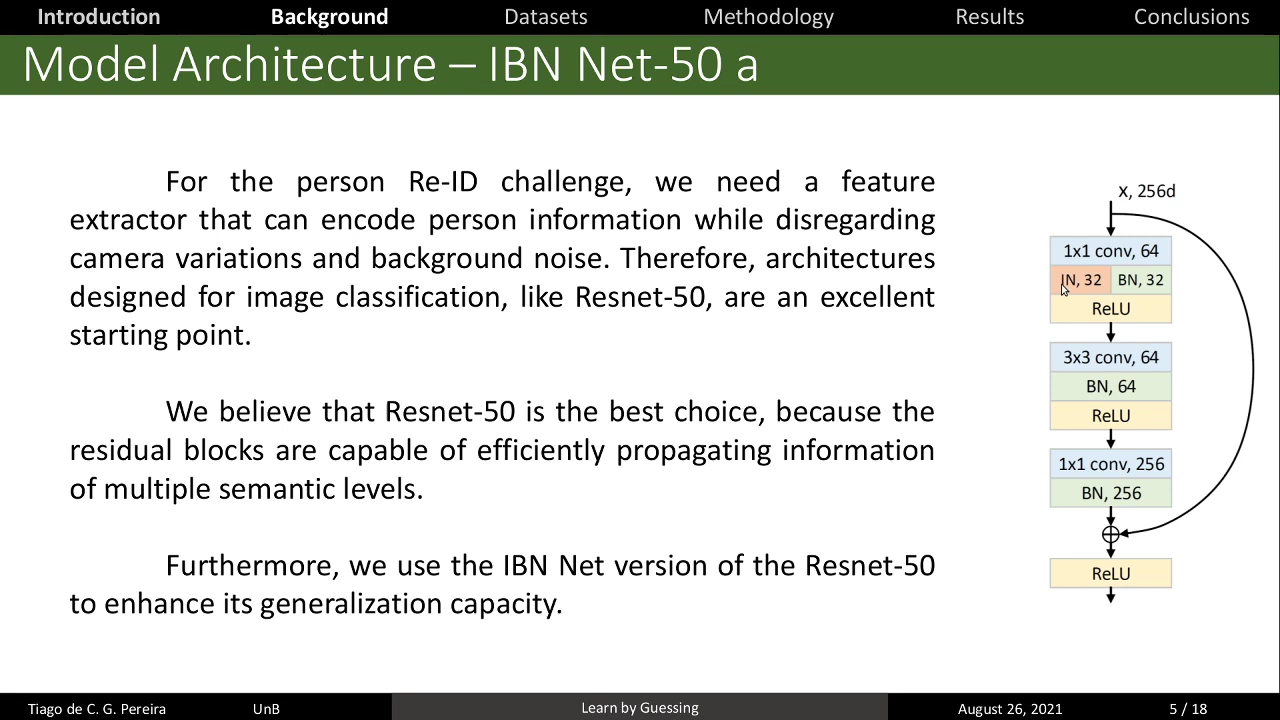 Introduction Background Datasets Methodology Results Conclusions
Model Architecture – IBN Net-50 a
For the person Re-ID challenge, we need a feature
extractor that can encode person information while disregarding
camera variations and background noise. Therefore, architectures
designed for image classification, like Resnet-50, are an excellent
starting point.
We believe that Resnet-50 is the best choice, because the
residual blocks are capable of efficiently propagating information
of multiple semantic levels.
Furthermore, we use the IBN Net version of the Resnet-50
to enhance its generalization capacity.
x, 256d
1x1 conv, 64
IN, 32 BN, 32
ReLU
3x3 conv, 64
BN, 64
ReLU
1x1 conv, 256
BN, 256
ReLU
Tiago de C. G. Pereira UnB Learn by Guessing August 26, 2021 5 / 18